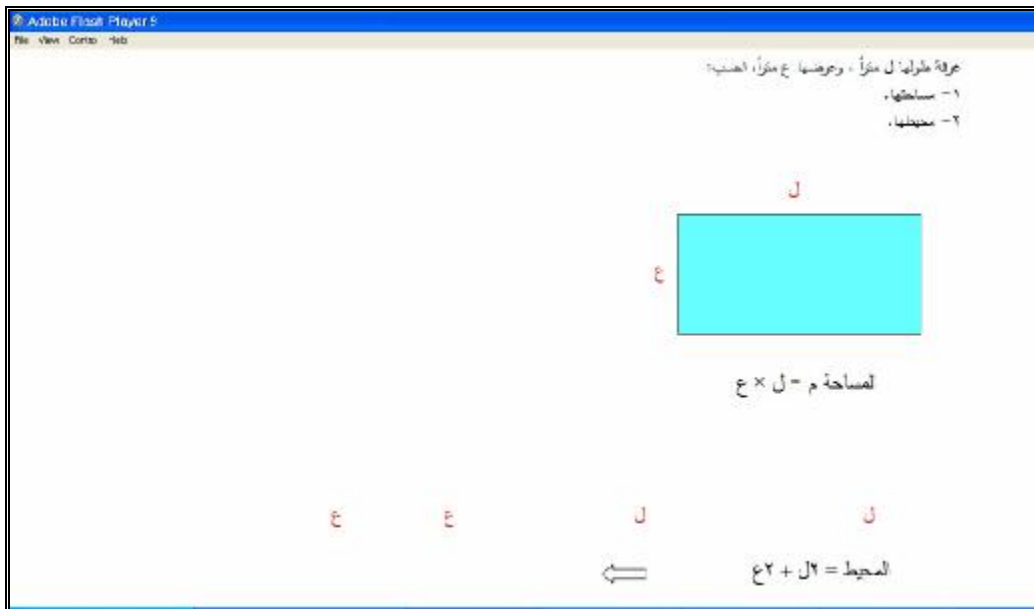 Adobe Flash Player 9
File View Control Help
غرفة طولها ل متراً ، وعرضها ع متراً، احسب:
١- مساحتها.
٢- محيطها.
ل
ع
لمساحة م = ل × ع
ل ل ع ع
المحيط = ٢ل + ٢ع